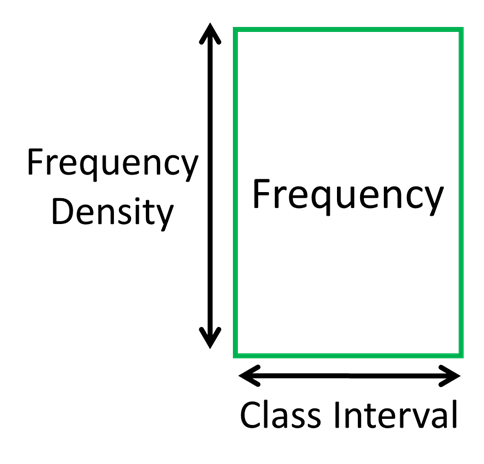 Frequency
Density
Frequency
Class Interval